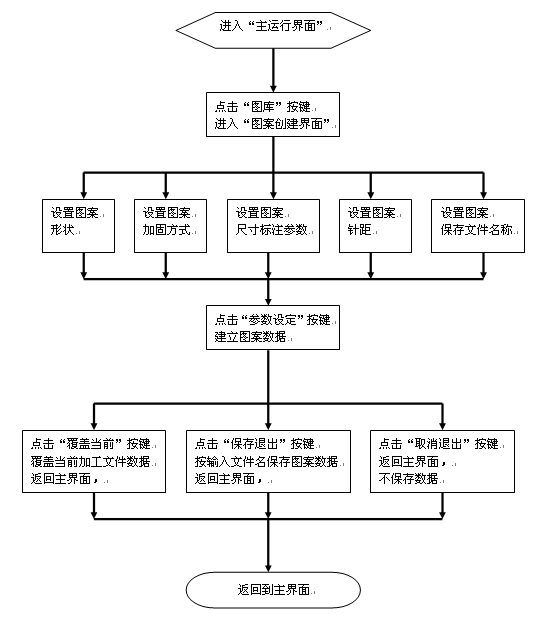 进入“主运行界面”
点击“图库”按键
进入“图案创建界面”
设置图案
形状
设置图案
加固方式
设置图案
尺寸标注参数
设置图案
针距
设置图案
保存文件名称
点击“参数设定”按键
建立图案数据
点击“覆盖当前”按键
覆盖当前加工文件数据
返回主界面，
点击“保存退出”按键
按输入文件名保存图案数据
返回主界面，
点击“取消退出”按键
返回主界面，
不保存数据
返回到主界面